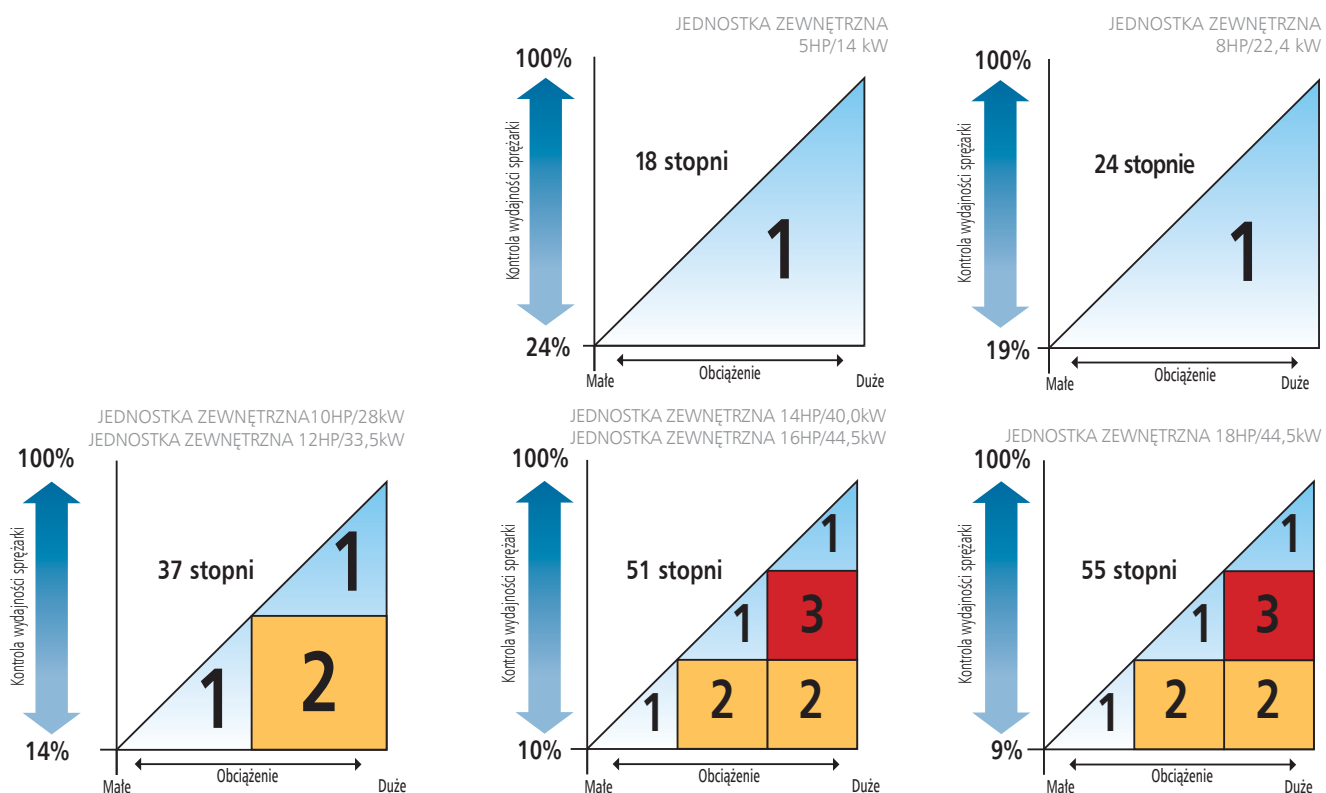 JEDNOSTKA ZEWNĘTRZNA
5HP/14 kW
100%
Kontrola wydajności sprężarki
18 stopni
1
24%
Małe
Obciążenie
Duże
JEDNOSTKA ZEWNĘTRZNA
8HP/22,4 kW
100%
Kontrola wydajności sprężarki
24 stopnie
1
19%
Małe
Obciążenie
Duże
JEDNOSTKA ZEWNĘTRZNA10HP/28kW
JEDNOSTKA ZEWNĘTRZNA 12HP/33,5kW
100%
Kontrola wydajności sprężarki
37 stopni
1
1
2
14%
Małe
Obciążenie
Duże
JEDNOSTKA ZEWNĘTRZNA 14HP/40,0kW
JEDNOSTKA ZEWNĘTRZNA 16HP/44,5kW
100%
Kontrola wydajności sprężarki
51 stopni
1
1
3
1
2
2
10%
Małe
Obciążenie
Duże
JEDNOSTKA ZEWNĘTRZNA 18HP/44,5kW
100%
Kontrola wydajności sprężarki
55 stopni
1
1
3
1
2
2
9%
Małe
Obciążenie
Duże